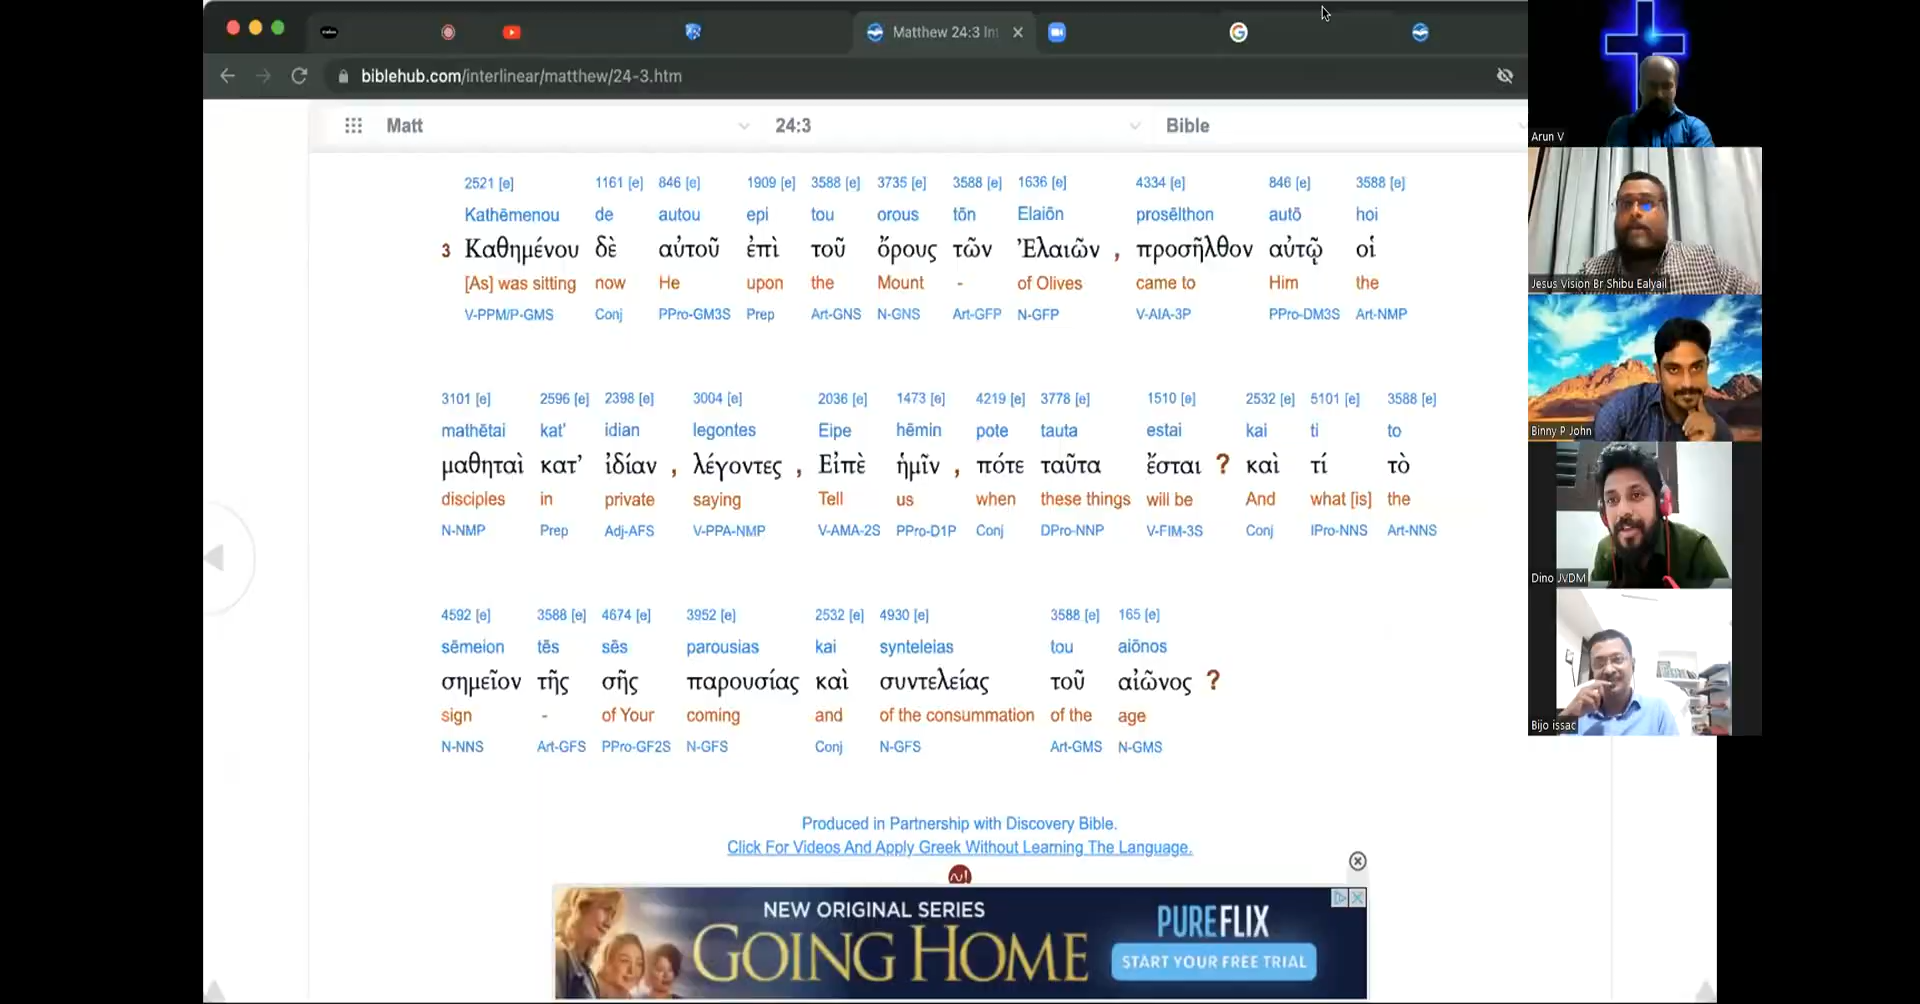 Matthew 24:3 Int
biblehub.com/interlinear/matthew/24-3.htm
Matt 24:3 Bible
2521 [e] 1161 [e] 846 [e] 1909 [e] 3588 [e] 3735 [e] 3588 [e] 1636 [e] 4334 [e] 846 [e] 3588 [e]
Kathēmenou de autou epi tou orous tōn Elaiōn prosēlthon autō hoi
3 Καθημένου δὲ αὐτοῦ ἐπὶ τοῦ ὄρους τῶν Ἐλαιῶν , προσῆλθον αὐτῷ οἱ
[As] was sitting now He upon the Mount - of Olives came to Him the
V-PPM/P-GMS Conj PPro-GM3S Prep Art-GNS N-GNS Art-GFP N-GFP V-AIA-3P PPro-DM3S Art-NMP
3101 [e] 2596 [e] 2398 [e] 3004 [e] 2036 [e] 1473 [e] 4219 [e] 3778 [e] 1510 [e] 2532 [e] 5101 [e] 3588 [e]
mathētai kat’ idian legontes Eipe hēmin pote tauta estai kai ti to
μαθηταὶ κατ’ ἰδίαν , λέγοντες , Εἰπὲ ἡμῖν , πότε ταῦτα ἔσται ? καὶ τί τὸ
disciples in private saying Tell us when these things will be And what [is] the
N-NMP Prep Adj-AFS V-PPA-NMP V-AMA-2S PPro-D1P Conj DPro-NNP V-FIM-3S Conj IPro-NNS Art-NNS
4592 [e] 3588 [e] 4674 [e] 3952 [e] 2532 [e] 4930 [e] 3588 [e] 165 [e]
sēmeion tēs sēs parousias kai synteleias tou aiōnos
σημεῖον τῆς σῆς παρουσίας καὶ συντελείας τοῦ αἰῶνος ?
sign - of Your coming and of the consummation of the age
N-NNS Art-GFS PPro-GF2S N-GFS Conj N-GFS Art-GMS N-GMS
Produced in Partnership with Discovery Bible.
Click For Videos And Apply Greek Without Learning The Language.
NEW ORIGINAL SERIES
GOING HOME
PUREFLIX
START YOUR FREE TRIAL
Arun V
Jesus Vision Br Shibu Ealyail
Binny P John
Dino JVDM
Bijo issac